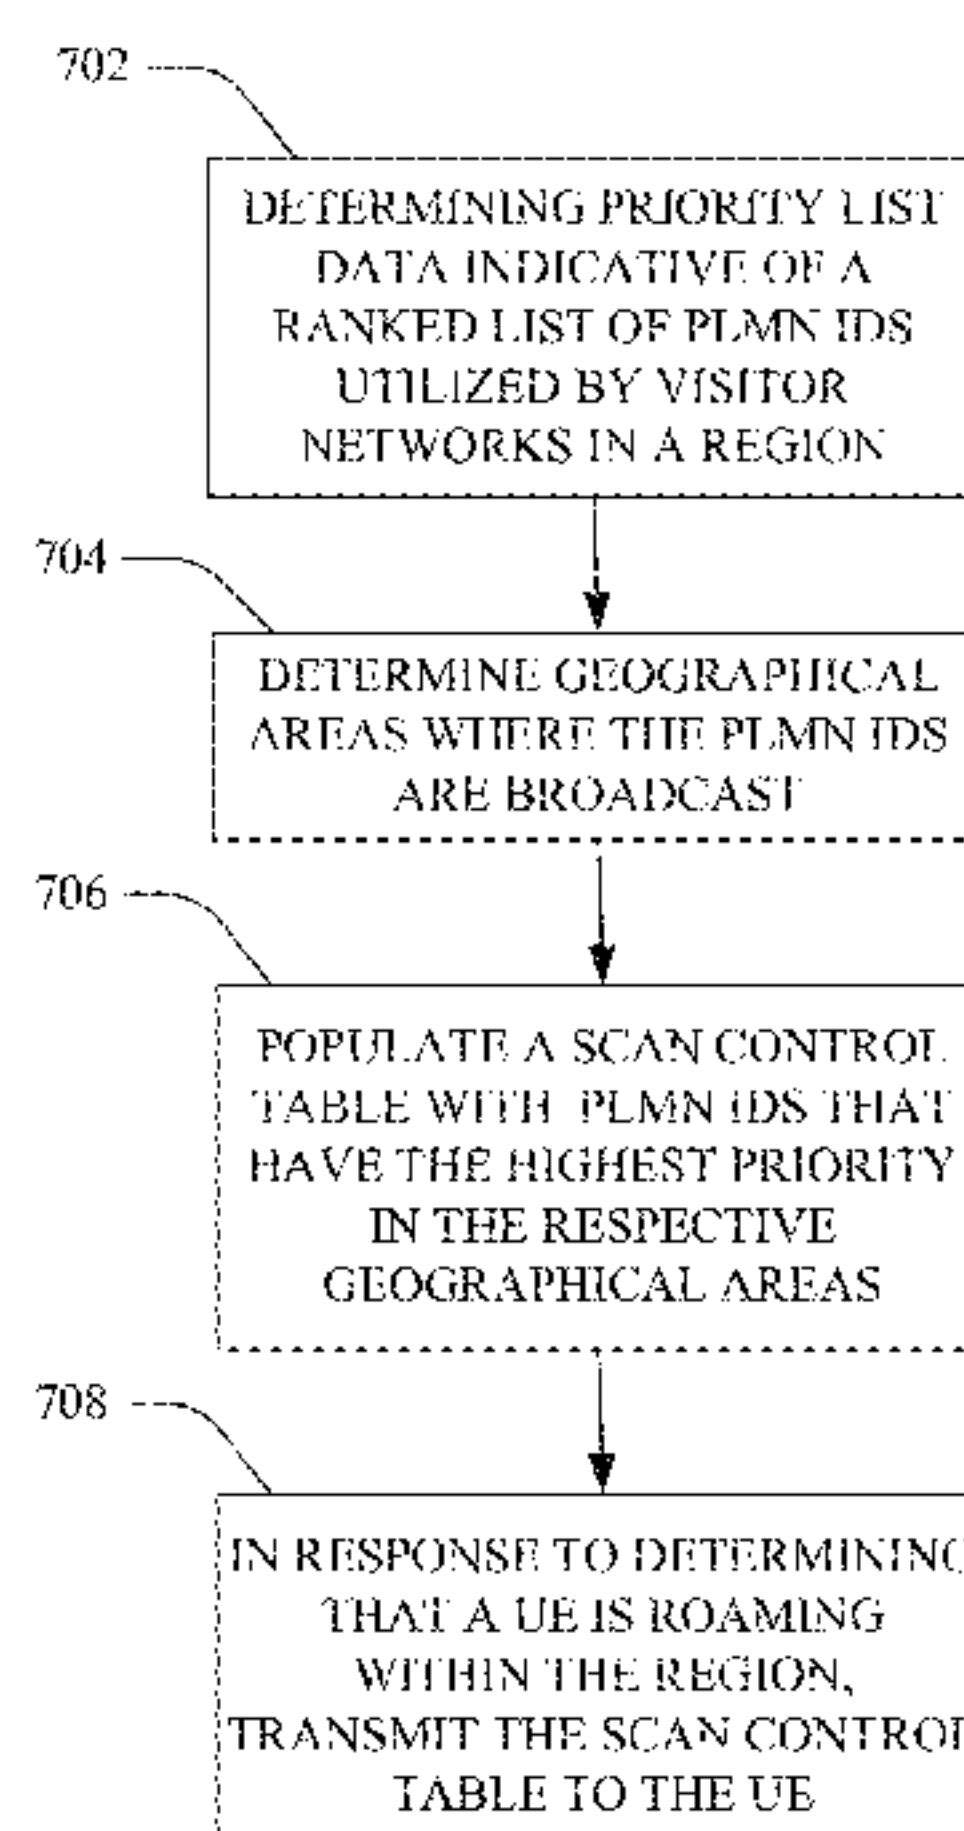 702
DETERMINING PRIORITY LIST
DATA INDICATIVE OF A
RANKED LIST OF PLMN IDS
UTILIZED BY VISITOR
NETWORKS IN A REGION
704
DETERMINE GEOGRAPHICAL
AREAS WHERE THE PLMN IDS
ARE BROADCAST
706
POPULATE A SCAN CONTROL
TABLE WITH PLMN IDS THAT
HAVE THE HIGHEST PRIORITY
IN THE RESPECTIVE
GEOGRAPHICAL AREAS
708
IN RESPONSE TO DETERMINING
THAT A UE IS ROAMING
WITHIN THE REGION,
TRANSMIT THE SCAN CONTROL
TABLE TO THE UE